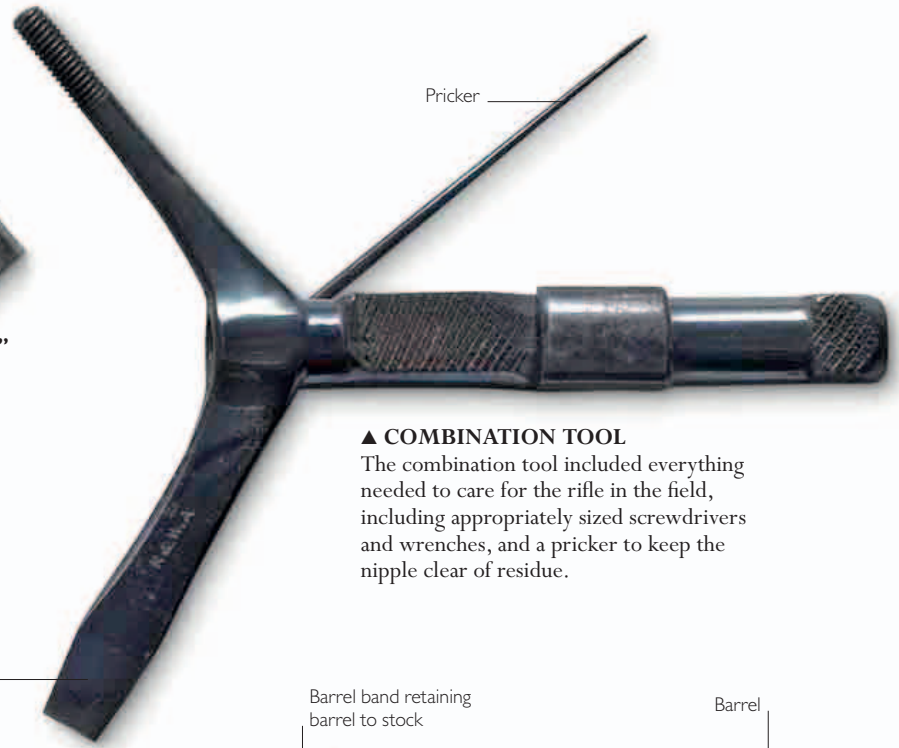 Pricker
”
▲ COMBINATION TOOL
The combination tool included everything
needed to care for the rifle in the field,
including appropriately sized screwdrivers
and wrenches, and a pricker to keep the
nipple clear of residue.
Barrel band retaining
barrel to stock
Barrel